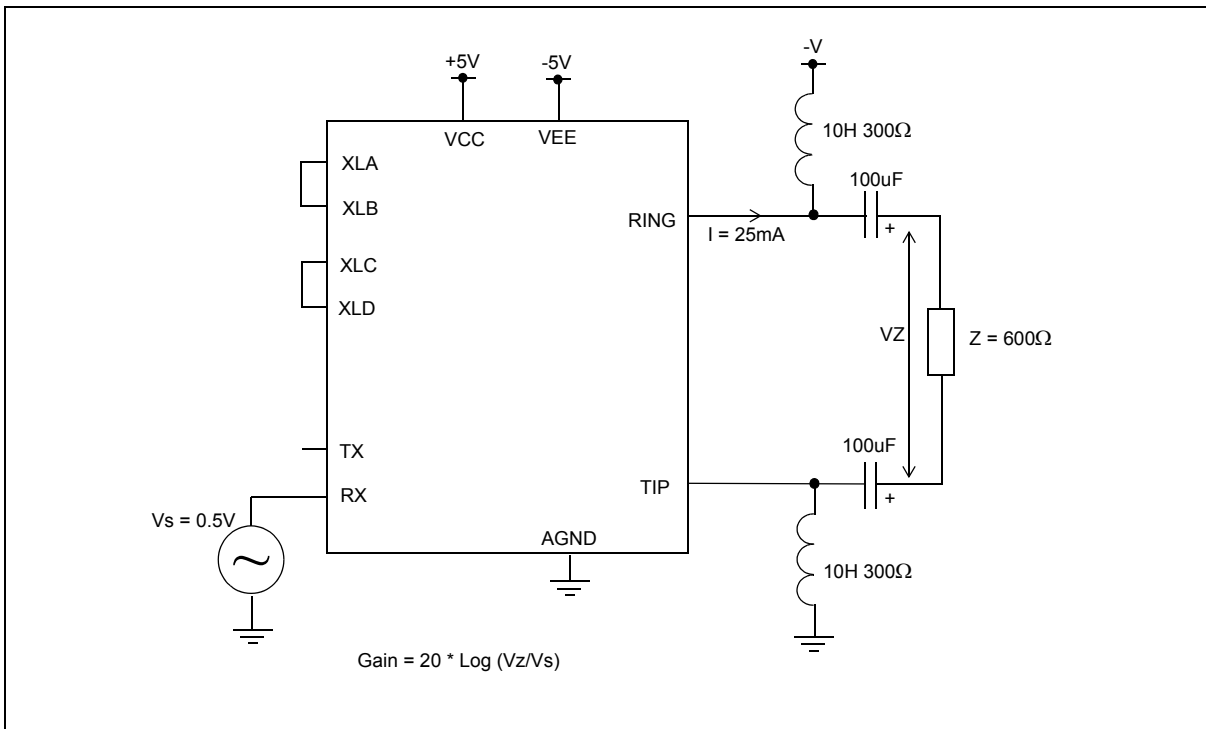 -V
+5V
-5V
10H 300Ω
VCC
VEE
XLA
100uF
XLB
RING
+
I = 25mA
XLC
XLD
VZ
Z = 600Ω
100uF
TX
TIP
RX
+
Vs = 0.5V
AGND
10H 300Ω
Gain = 20 * Log (Vz/Vs)